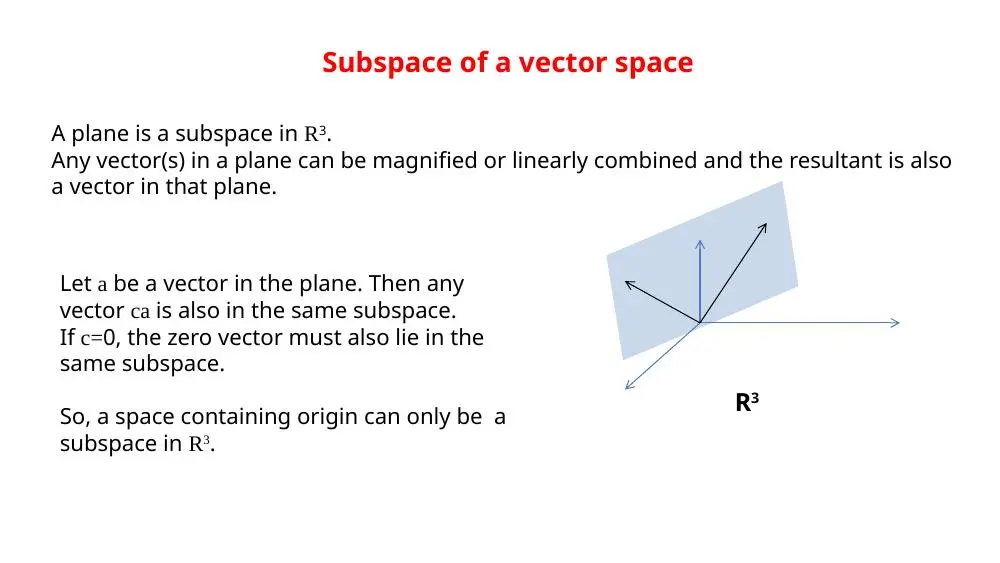 Subspace of a vector space
A plane is a subspace in R³.
Any vector(s) in a plane can be magnified or linearly combined and the resultant is also
a vector in that plane.
Let a be a vector in the plane. Then any
vector ca is also in the same subspace.
If c=0, the zero vector must also lie in the
same subspace.
So, a space containing origin can only be  a
subspace in R³.
R³